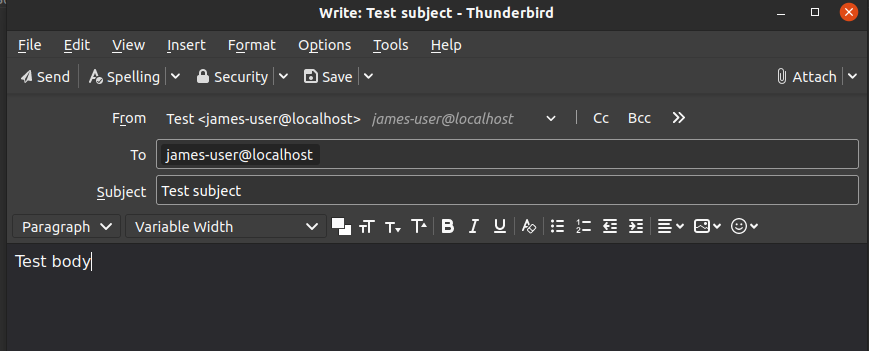 Write: Test subject - Thunderbird
File Edit View Insert Format Options Tools Help
Send Spelling Security Save Attach
From Test <james-user@localhost> james-user@localhost Cc Bcc
To james-user@localhost
Subject Test subject
Paragraph Variable Width B I U
Test body